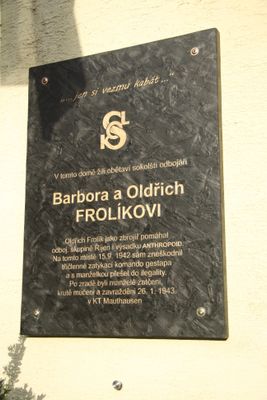 „...jen si vezmu kabát..."
V tomto domě žili obětaví sokolští odbojáři
Barbora a Oldřich
FROLÍKOVI
Oldřich Frolík jako zbrojíř pomáhal
odboj. skupině Říjen i výsadku ANTHROPOID.
Na tomto místě 15.9. 1942 sám zneškodnil
tříčlenné zatýkací komando gestapa
a s manželkou přešel do ilegality.
Po zradě byli manželé zatčeni,
krutě mučeni a zavražděni 26. 1. 1943
v KT Mauthausen